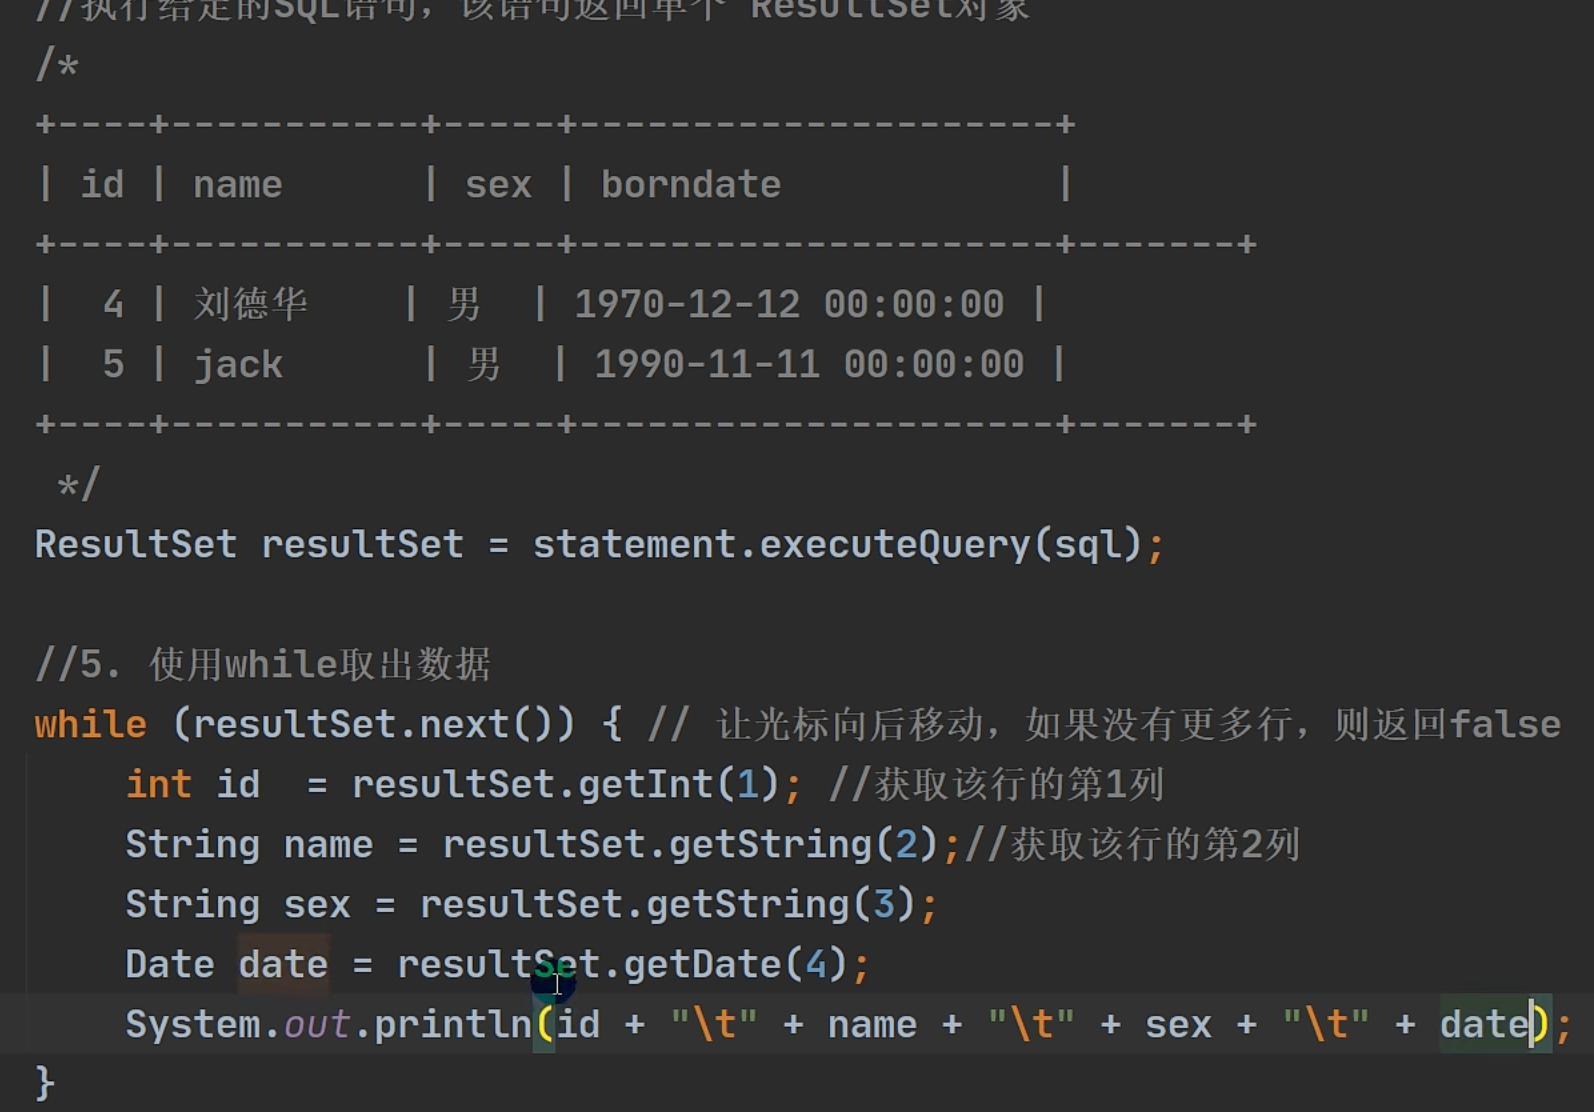 //执行给定的SQL语句，该语句返回单个 ResultSet对象
/*
+----+-----------+-----+---------------------+
| id | name      | sex | borndate            |
+----+-----------+-----+---------------------+-------+
|  4 | 刘德华    | 男  | 1970-12-12 00:00:00 |
|  5 | jack      | 男  | 1990-11-11 00:00:00 |
+----+-----------+-----+---------------------+-------+
 */
ResultSet resultSet = statement.executeQuery(sql);
//5. 使用while取出数据
while (resultSet.next()) { // 让光标向后移动，如果没有更多行，则返回false
    int id  = resultSet.getInt(1); //获取该行的第1列
    String name = resultSet.getString(2);//获取该行的第2列
    String sex = resultSet.getString(3);
    Date date = resultSet.getDate(4);
    System.out.println(id + "\t" + name + "\t" + sex + "\t" + date);
}